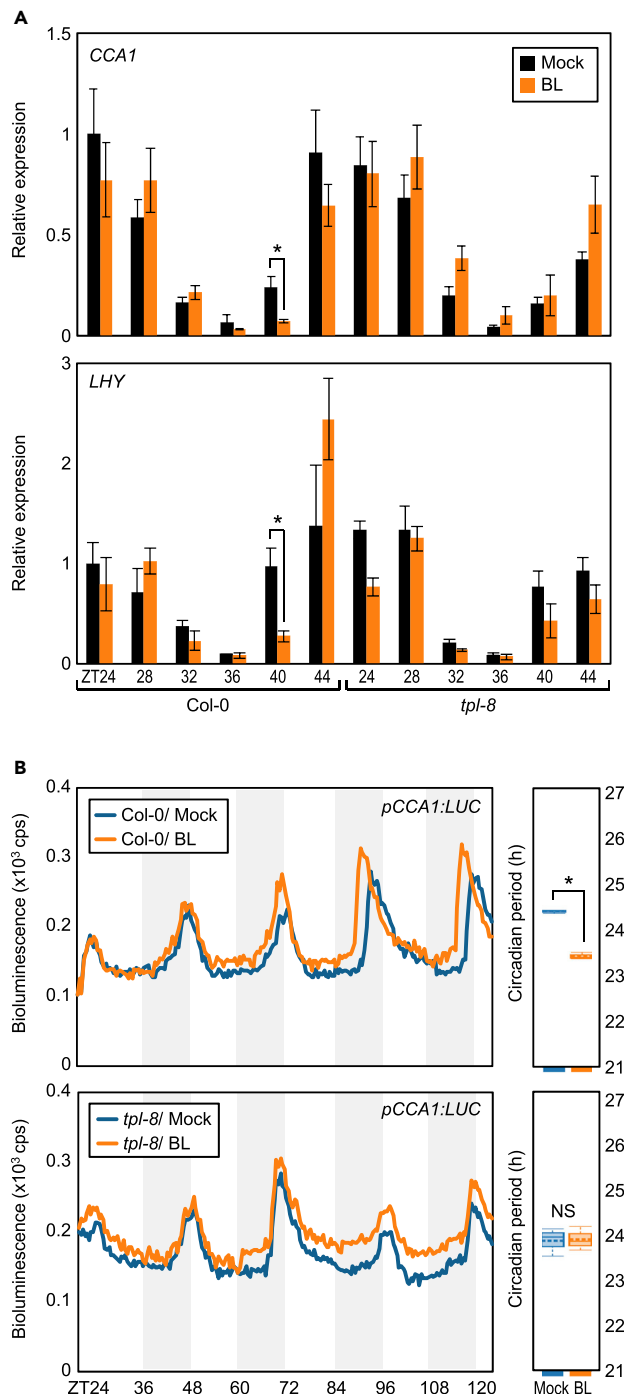 A
CCA1
Mock
BL
Relative expression
1.5
1
0.5
0
*
LHY
Relative expression
3
2
1
0
*
ZT24 28 32 36 40 44 24 28 32 36 40 44
Col-0 tpl-8
B
Bioluminescence (x10³ cps)
0.4
0.3
0.2
0.1
0
Col-0/ Mock
Col-0/ BL
pCCA1:LUC
Circadian period (h)
*
27
26
25
24
23
22
21
Bioluminescence (x10³ cps)
0.4
0.3
0.2
0.1
0
tpl-8/ Mock
tpl-8/ BL
pCCA1:LUC
Circadian period (h)
NS
27
26
25
24
23
22
21
ZT24 36 48 60 72 84 96 108 120
Mock BL